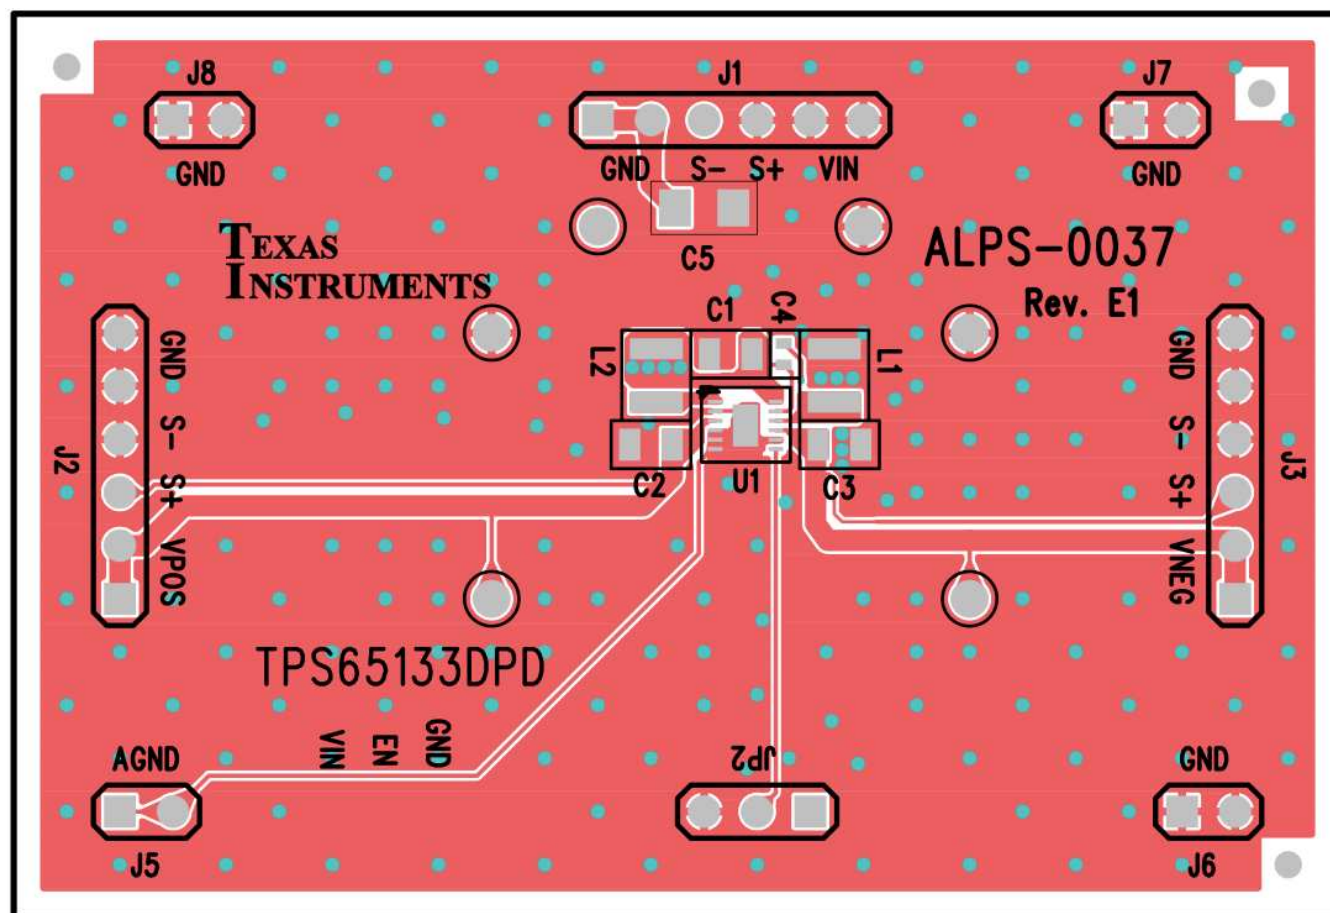 J8
J1
J7
GND
GND S- S+ VIN
GND
TEXAS
INSTRUMENTS
C5
ALPS-0037
Rev. E1
C1
C4
L2
L1
C2
U1
C3
J2
GND
S-
S+
VPOS
GND
S-
S+
VNEG
J3
TPS65133DPD
VIN
EN
GND
AGND
JP2
GND
J5
J6